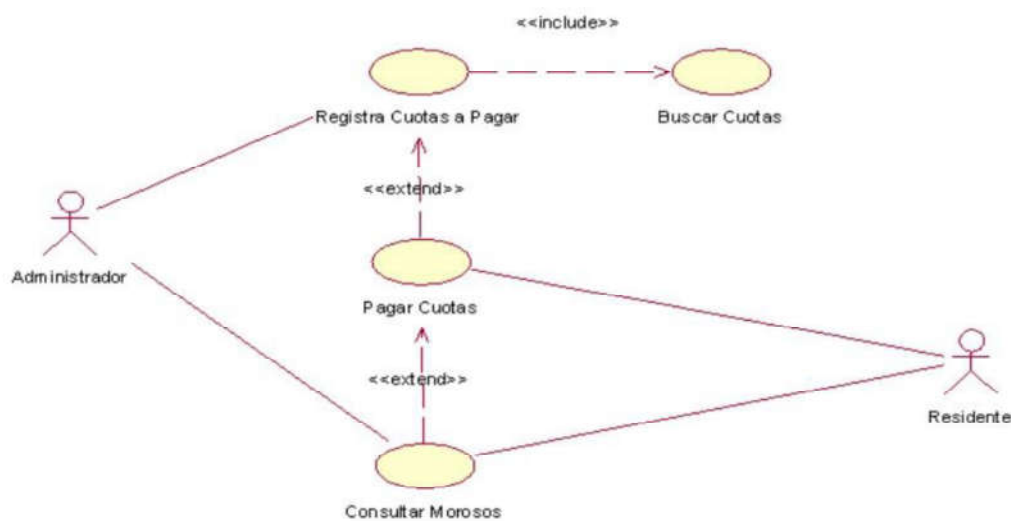 <<include>>
Registra Cuotas a Pagar
Buscar Cuotas
<<extend>>
Administrador
Pagar Cuotas
<<extend>>
Residente
Consultar Morosos